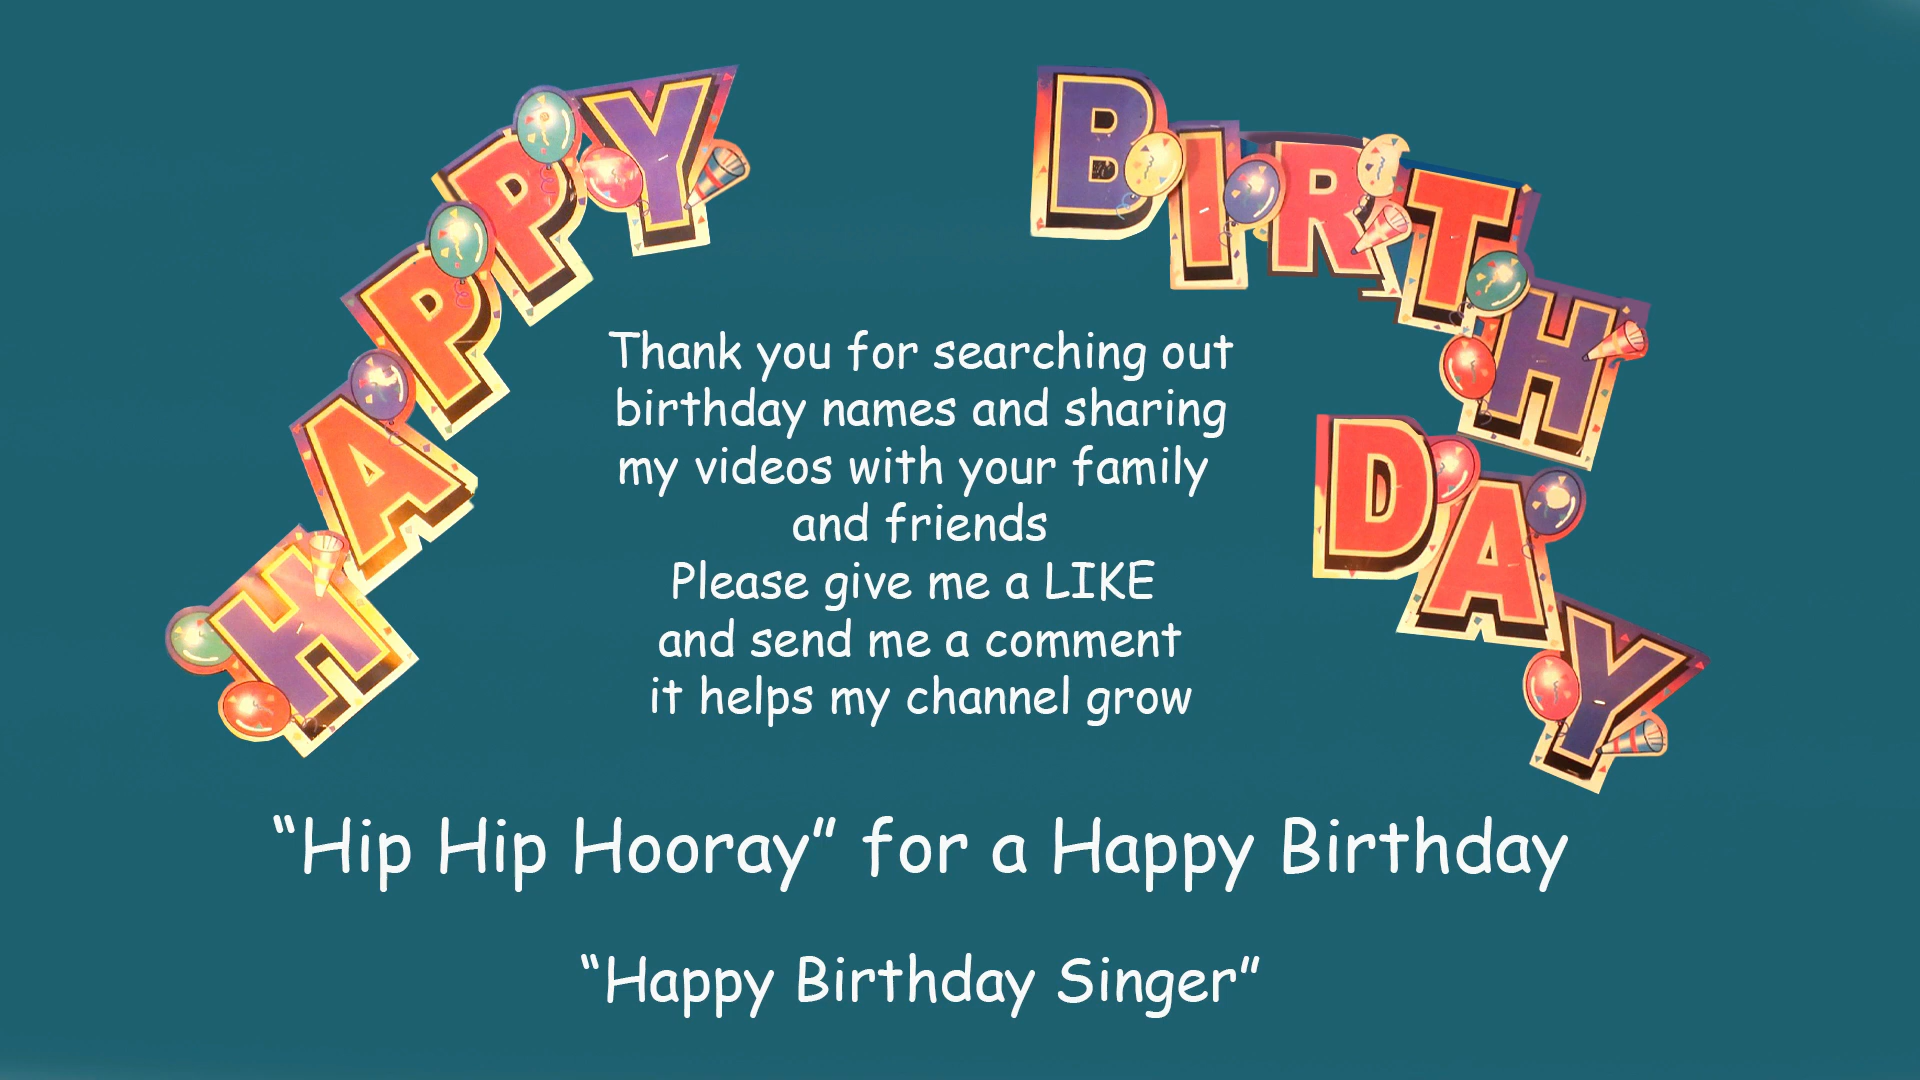 HAPPY
BIRTH
DAY
Thank you for searching out
birthday names and sharing
my videos with your family
and friends
Please give me a LIKE
and send me a comment
it helps my channel grow
“Hip Hip Hooray” for a Happy Birthday
“Happy Birthday Singer”